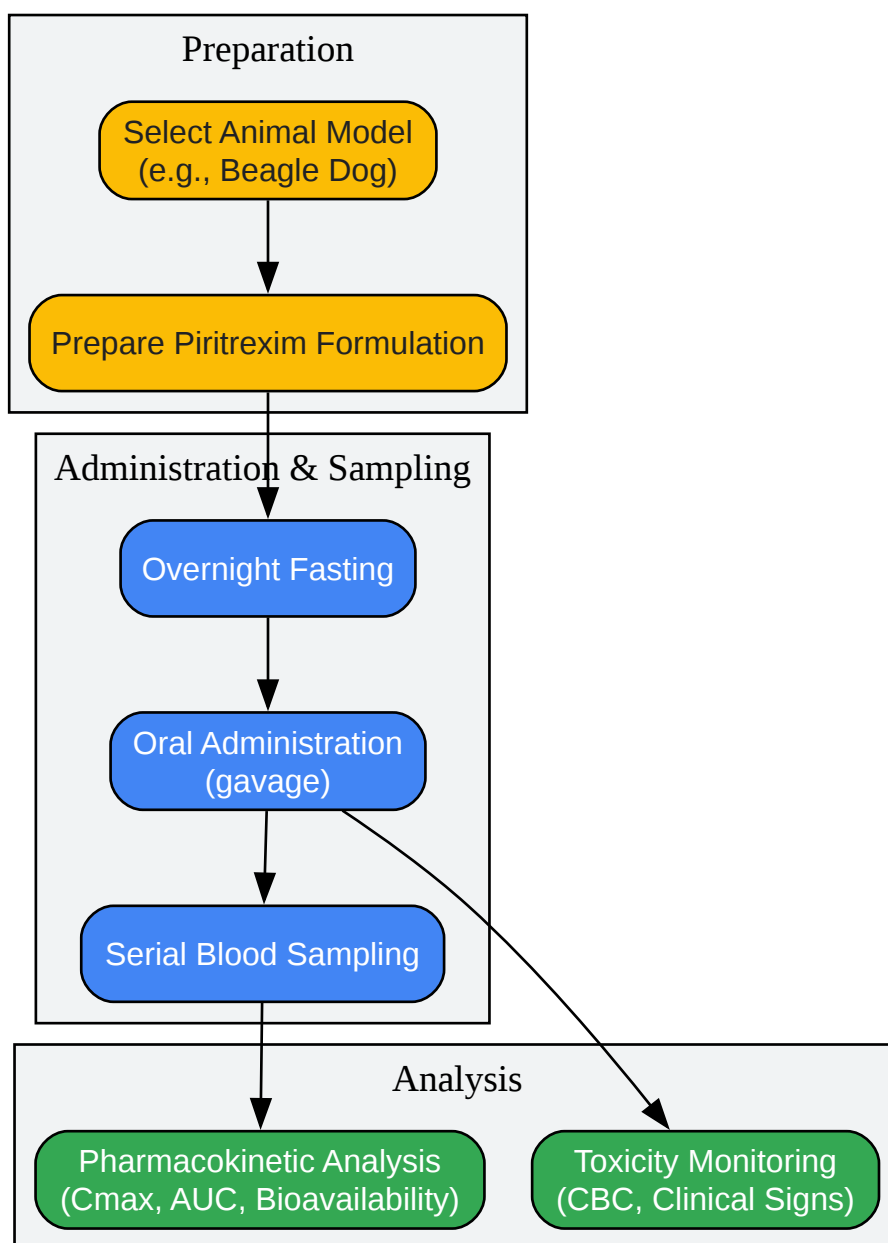 Preparation
Select Animal Model
(e.g., Beagle Dog)
Prepare Piritrexim Formulation
Administration & Sampling
Overnight Fasting
Oral Administration
(gavage)
Serial Blood Sampling
Analysis
Pharmacokinetic Analysis
(Cmax, AUC, Bioavailability)
Toxicity Monitoring
(CBC, Clinical Signs)